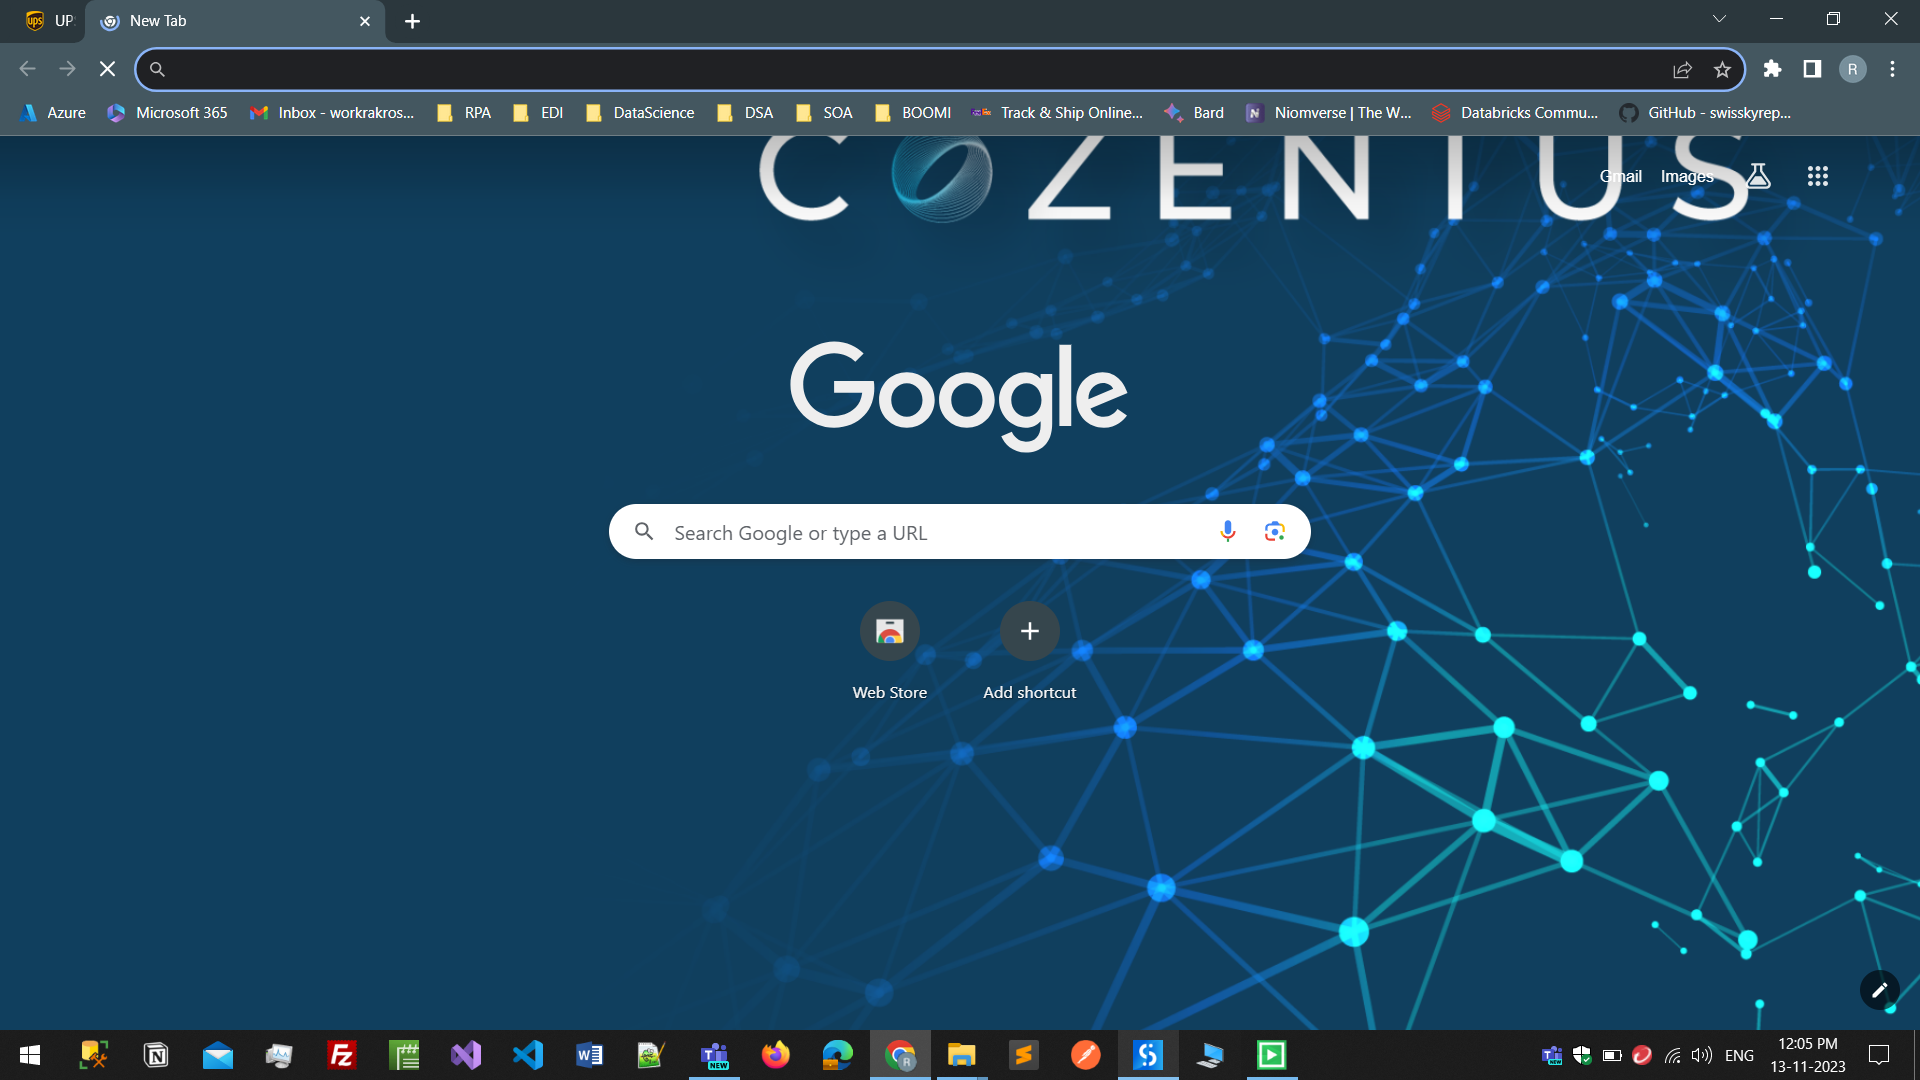 UP
New Tab
R
Azure
Microsoft 365
Inbox - workrakros...
RPA
EDI
DataScience
DSA
SOA
BOOMI
Track & Ship Online...
Bard
Niomverse | The W...
Databricks Commu...
GitHub - swisskyrep...
COZENTUS
Gmail
Images
Google
Search Google or type a URL
Web Store
Add shortcut
ENG
12:05 PM
13-11-2023